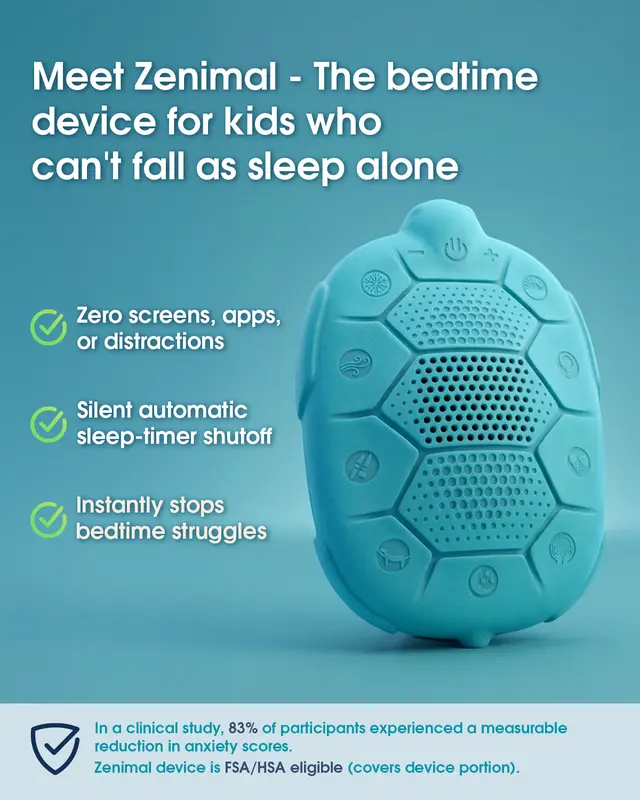 Meet Zenimal - The bedtime
device for kids who
can't fall as sleep alone
Zero screens, apps,
or distractions
Silent automatic
sleep-timer shutoff
Instantly stops
bedtime struggles
In a clinical study, 83% of participants experienced a measurable
reduction in anxiety scores.
Zenimal device is FSA/HSA eligible (covers device portion).